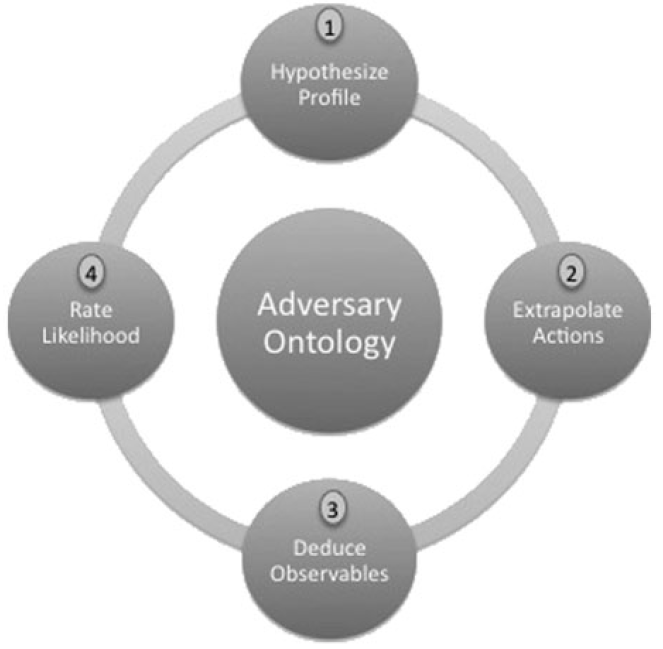 1
Hypothesize
Profile
2
Extrapolate
Actions
3
Deduce
Observables
4
Rate
Likelihood
Adversary
Ontology